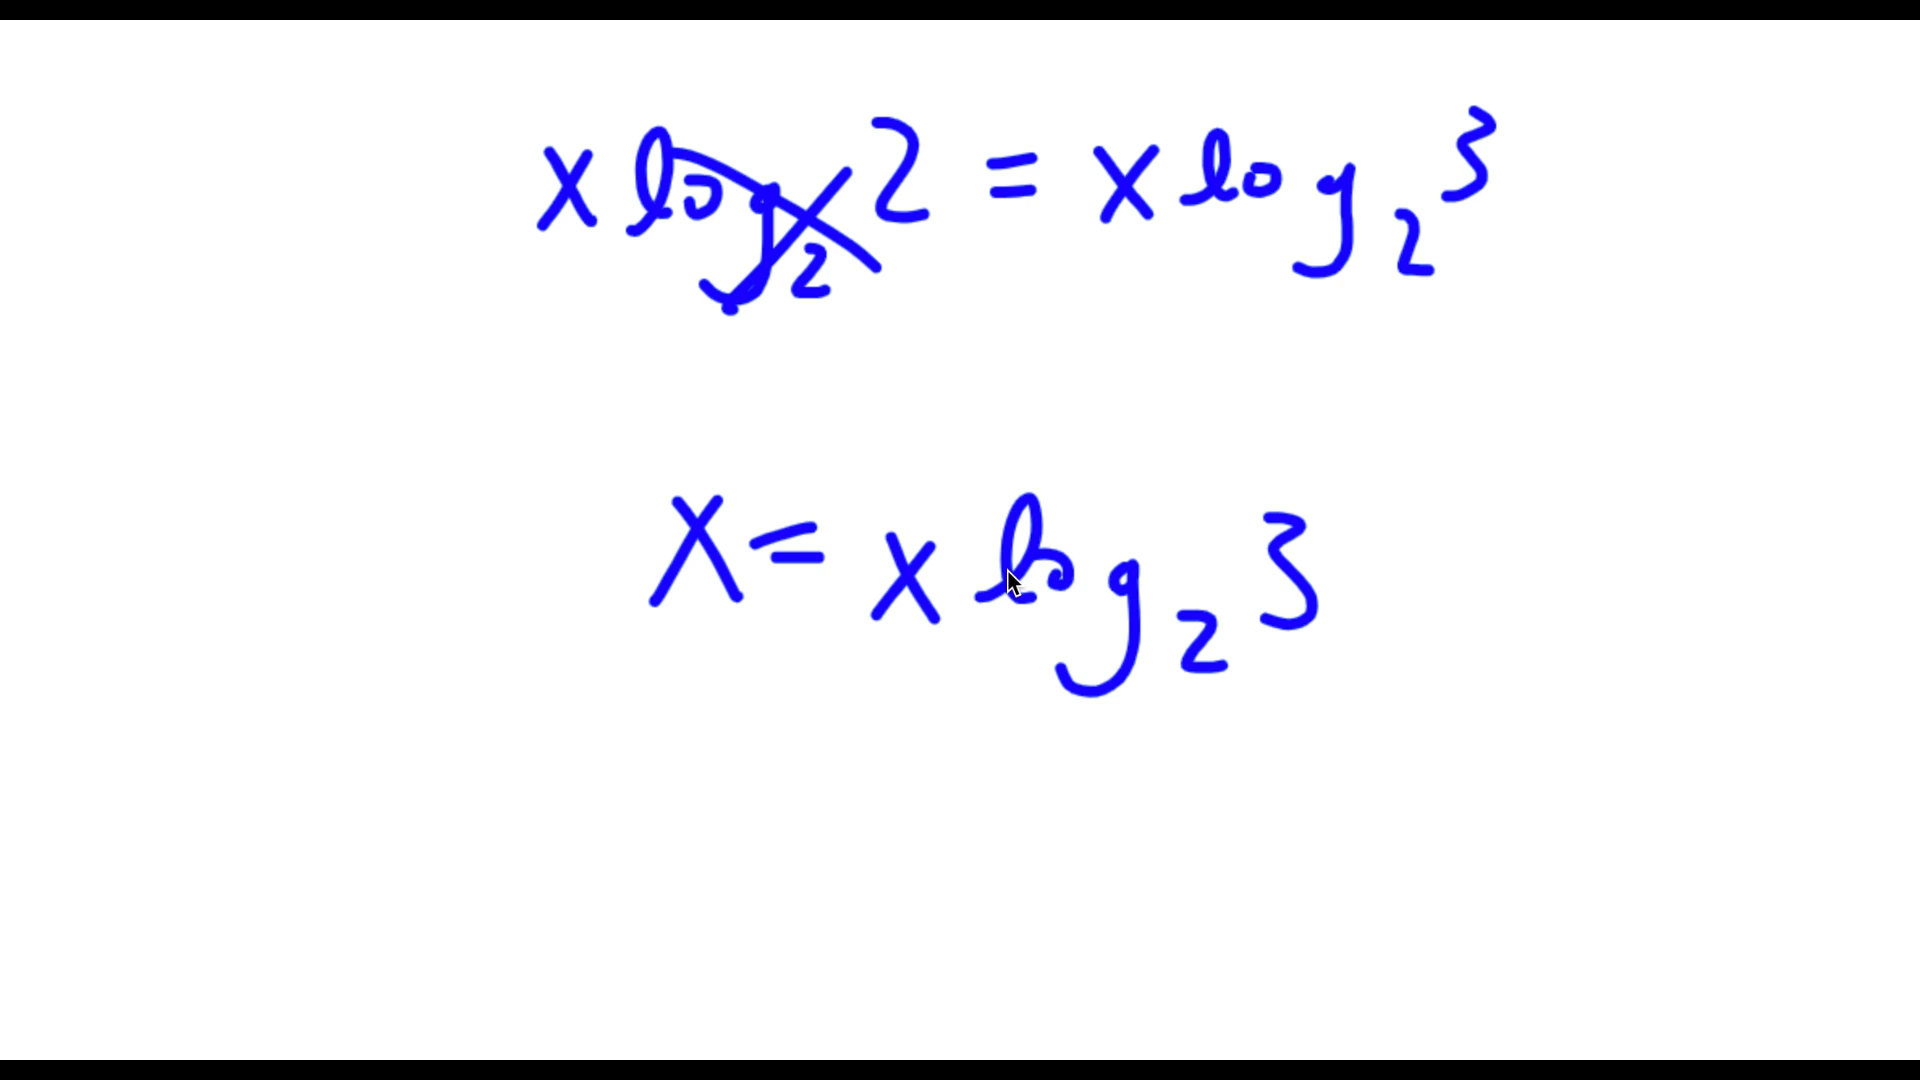 x log₂ 2 = x log₂ 3
x = x log₂ 3